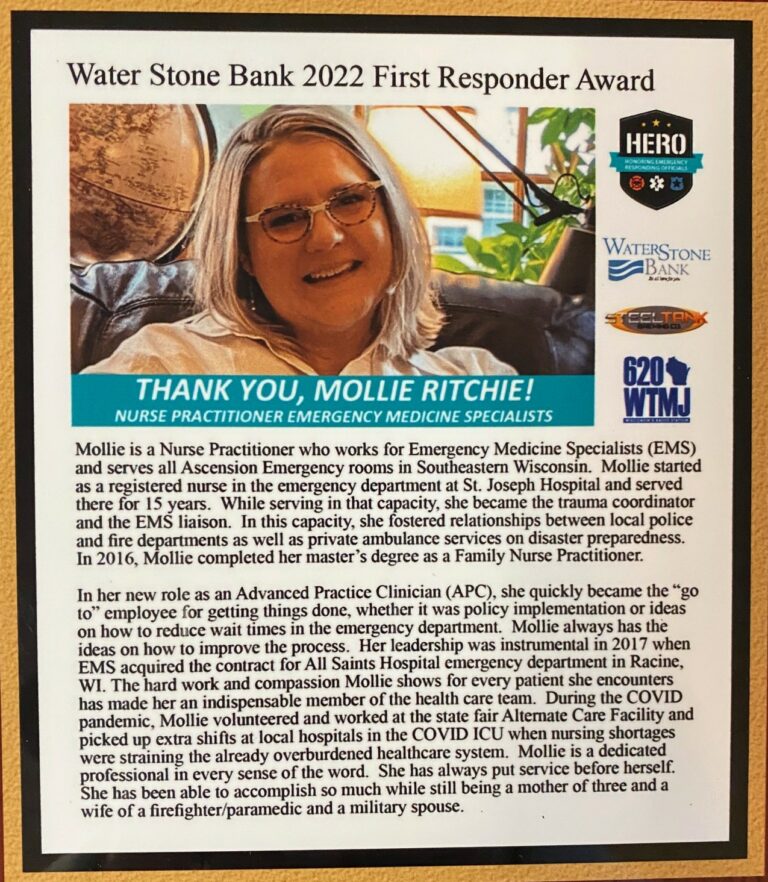 Water Stone Bank 2022 First Responder Award
HERO
HONORING EMERGENCY
RESPONDING OFFICIALS
WATERSTONE
BANK
STEELTANK
BREWING CO.
620
WTMJ
THANK YOU, MOLLIE RITCHIE!
NURSE PRACTITIONER EMERGENCY MEDICINE SPECIALISTS
Mollie is a Nurse Practitioner who works for Emergency Medicine Specialists (EMS)
and serves all Ascension Emergency rooms in Southeastern Wisconsin. Mollie started
as a registered nurse in the emergency department at St. Joseph Hospital and served
there for 15 years. While serving in that capacity, she became the trauma coordinator
and the EMS liaison. In this capacity, she fostered relationships between local police
and fire departments as well as private ambulance services on disaster preparedness.
In 2016, Mollie completed her master's degree as a Family Nurse Practitioner.
In her new role as an Advanced Practice Clinician (APC), she quickly became the “go
to” employee for getting things done, whether it was policy implementation or ideas
on how to reduce wait times in the emergency department. Mollie always has the
ideas on how to improve the process. Her leadership was instrumental in 2017 when
EMS acquired the contract for All Saints Hospital emergency department in Racine,
WI. The hard work and compassion Mollie shows for every patient she encounters
has made her an indispensable member of the health care team. During the COVID
pandemic, Mollie volunteered and worked at the state fair Alternate Care Facility and
picked up extra shifts at local hospitals in the COVID ICU when nursing shortages
were straining the already overburdened healthcare system. Mollie is a dedicated
professional in every sense of the word. She has always put service before herself.
She has been able to accomplish so much while still being a mother of three and a
wife of a firefighter/paramedic and a military spouse.